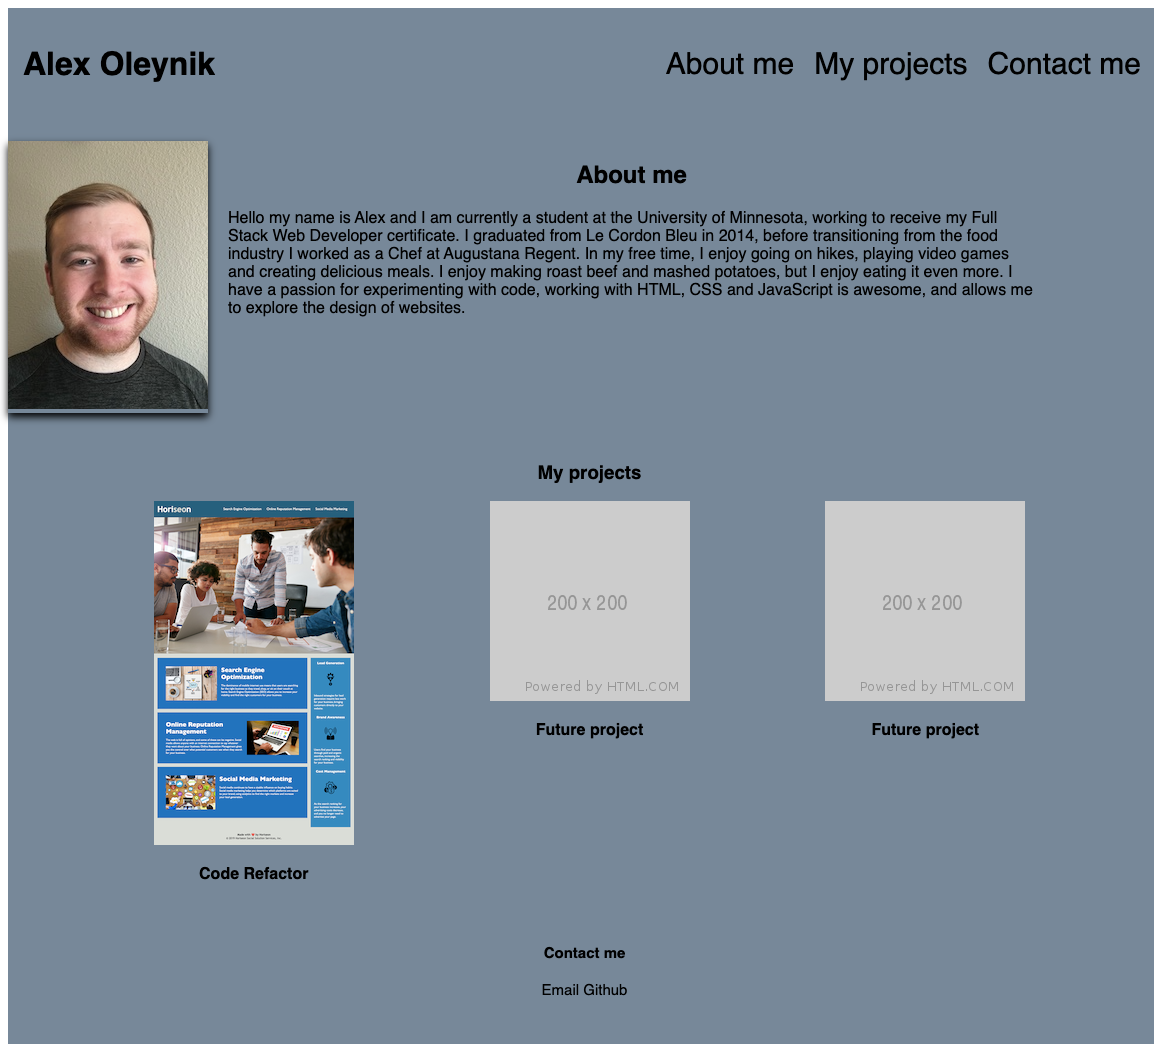 Alex Oleynik
About me My projects Contact me
About me
Hello my name is Alex and I am currently a student at the University of Minnesota, working to receive my Full
Stack Web Developer certificate. I graduated from Le Cordon Bleu in 2014, before transitioning from the food
industry I worked as a Chef at Augustana Regent. In my free time, I enjoy going on hikes, playing video games
and creating delicious meals. I enjoy making roast beef and mashed potatoes, but I enjoy eating it even more. I
have a passion for experimenting with code, working with HTML, CSS and JavaScript is awesome, and allows me
to explore the design of websites.
My projects
Horiseon
Search Engine Optimization Online Reputation Management Social Media Marketing
Search Engine
Optimization
Online Reputation
Management
Social Media Marketing
Lead Generation
Brand Awareness
Cost Management
Code Refactor
200 x 200
Powered by HTML.COM
Future project
200 x 200
Powered by HTML.COM
Future project
Contact me
Email Github